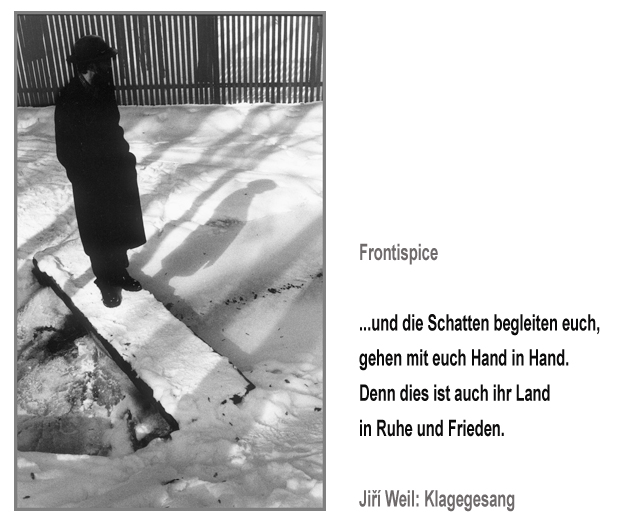 Frontispice
...und die Schatten begleiten euch,
gehen mit euch Hand in Hand.
Denn dies ist auch ihr Land
in Ruhe und Frieden.
Jiří Weil: Klagegesang